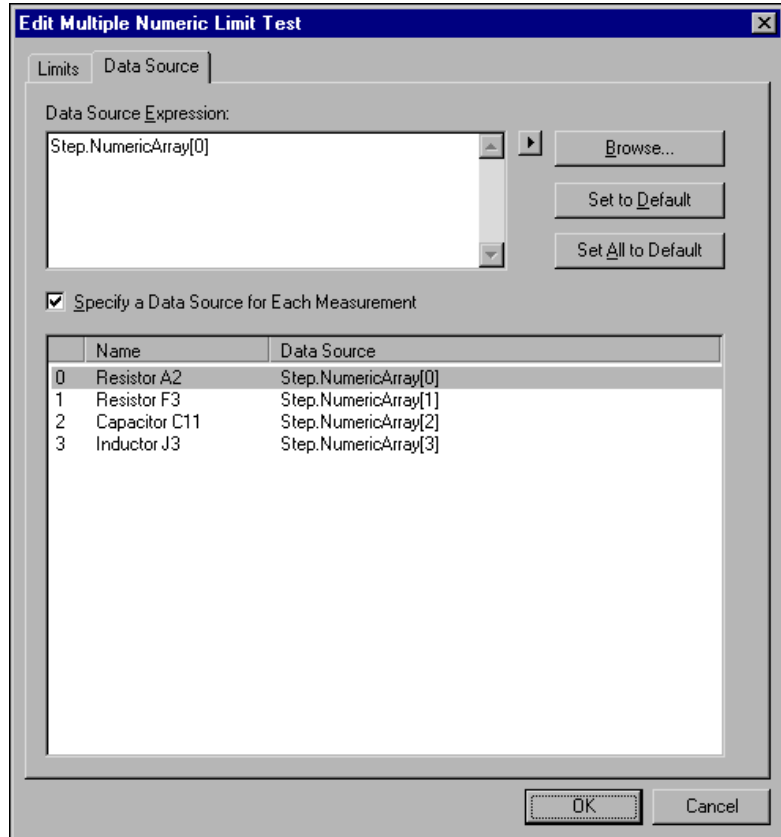 Edit Multiple Numeric Limit Test
Limits Data Source
Data Source Expression:
Step.NumericArray[0]
Browse...
Set to Default
Set All to Default
Specify a Data Source for Each Measurement
Name Data Source
0 Resistor A2 Step.NumericArray[0]
1 Resistor F3 Step.NumericArray[1]
2 Capacitor C11 Step.NumericArray[2]
3 Inductor J3 Step.NumericArray[3]
OK Cancel